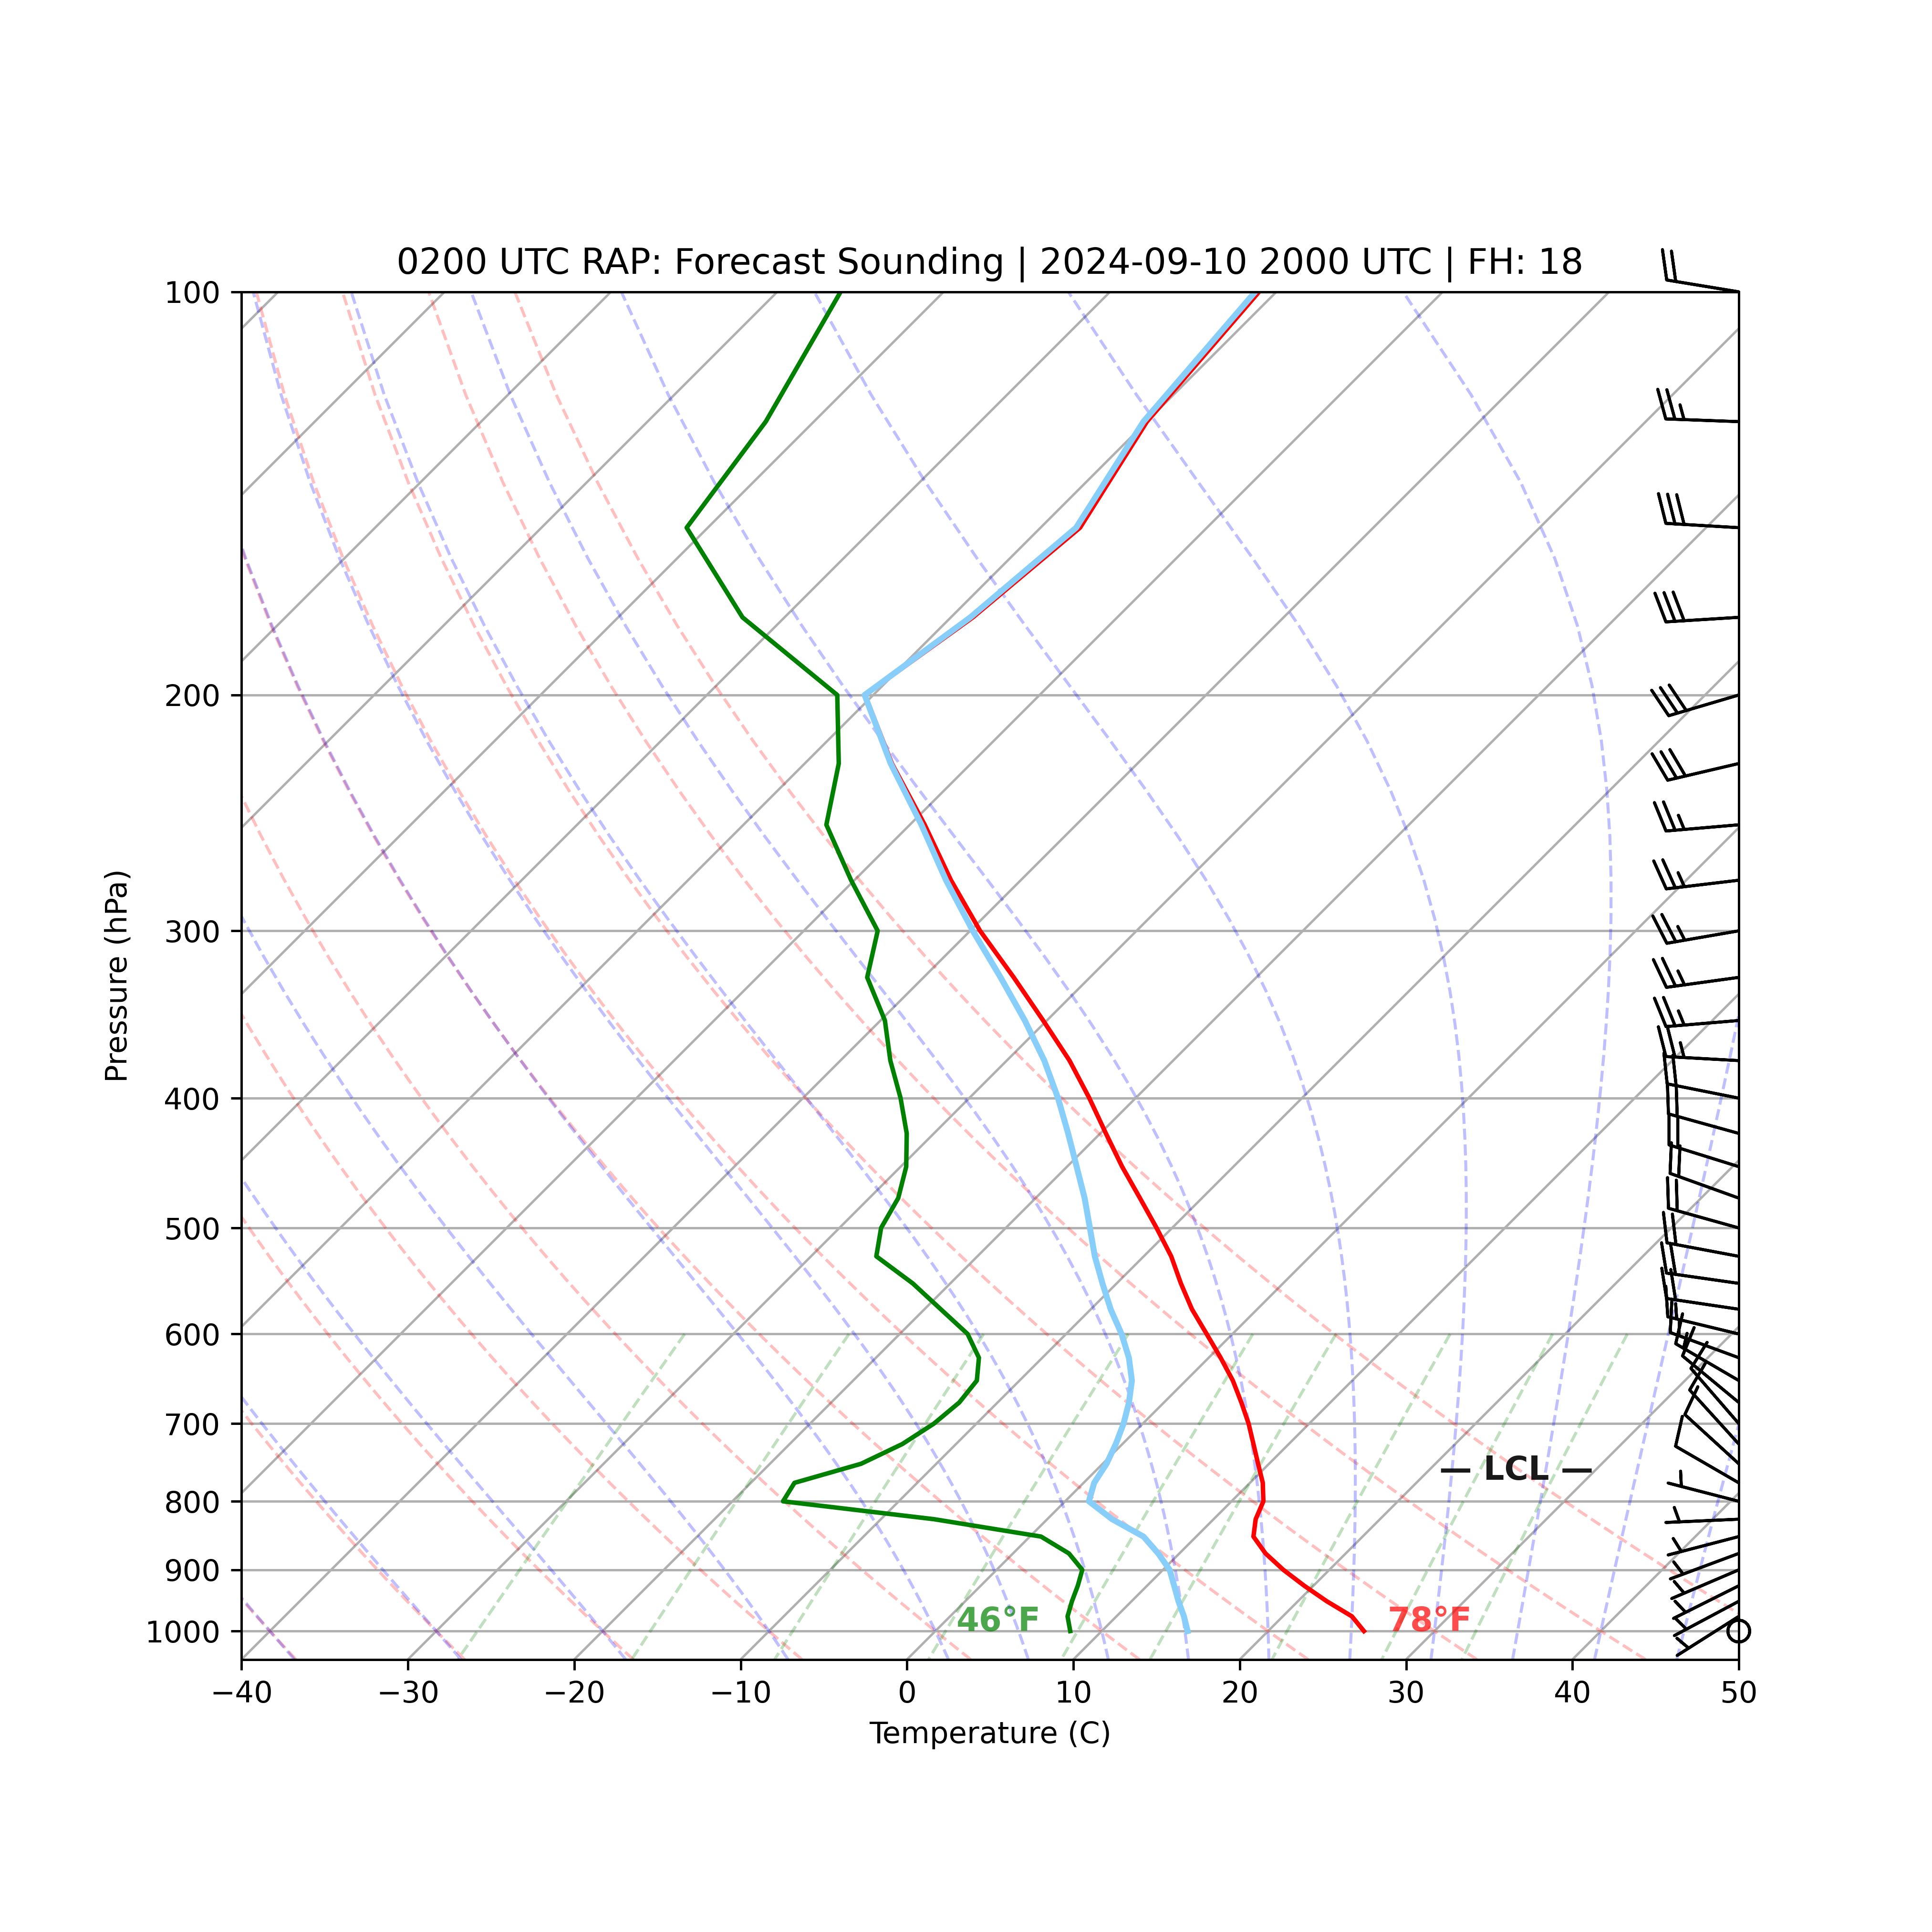 0200 UTC RAP: Forecast Sounding | 2024-09-10 2000 UTC | FH: 18
100
200
300
400
500
600
700
800
900
1000
Pressure (hPa)
— LCL —
46°F
78°F
−40 −30 −20 −10 0 10 20 30 40 50
Temperature (C)